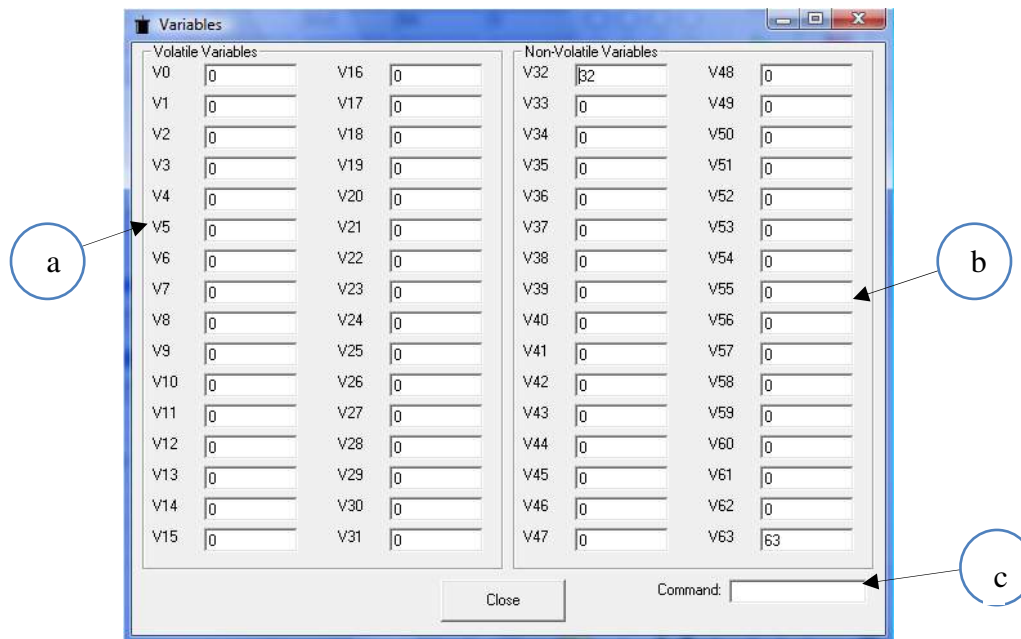 Variables
Volatile Variables Non-Volatile Variables
V0 0 V16 0 V32 32 V48 0
V1 0 V17 0 V33 0 V49 0
V2 0 V18 0 V34 0 V50 0
V3 0 V19 0 V35 0 V51 0
V4 0 V20 0 V36 0 V52 0
a V5 0 V21 0 V37 0 V53 0
V6 0 V22 0 V38 0 V54 0 b
V7 0 V23 0 V39 0 V55 0
V8 0 V24 0 V40 0 V56 0
V9 0 V25 0 V41 0 V57 0
V10 0 V26 0 V42 0 V58 0
V11 0 V27 0 V43 0 V59 0
V12 0 V28 0 V44 0 V60 0
V13 0 V29 0 V45 0 V61 0
V14 0 V30 0 V46 0 V62 0
V15 0 V31 0 V47 0 V63 63
Close Command: c